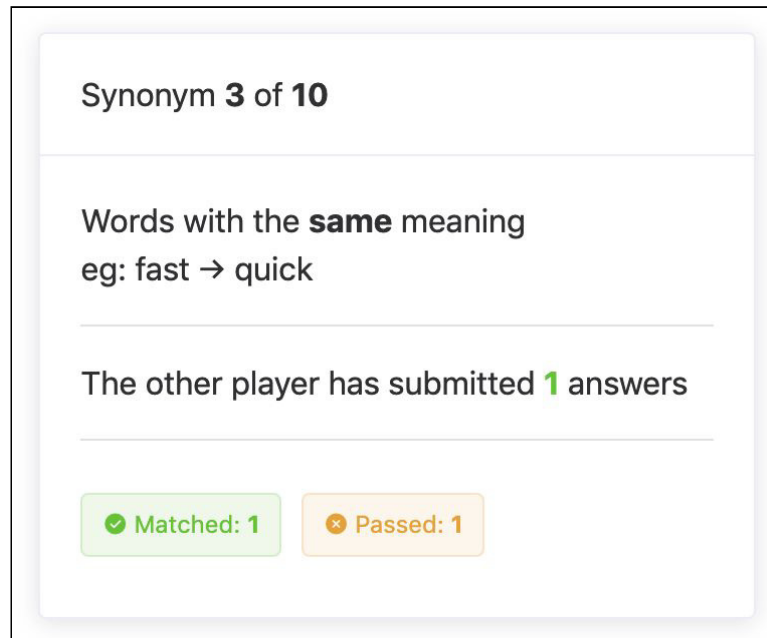 Synonym 3 of 10
Words with the same meaning
eg: fast → quick
The other player has submitted 1 answers
Matched: 1
Passed: 1